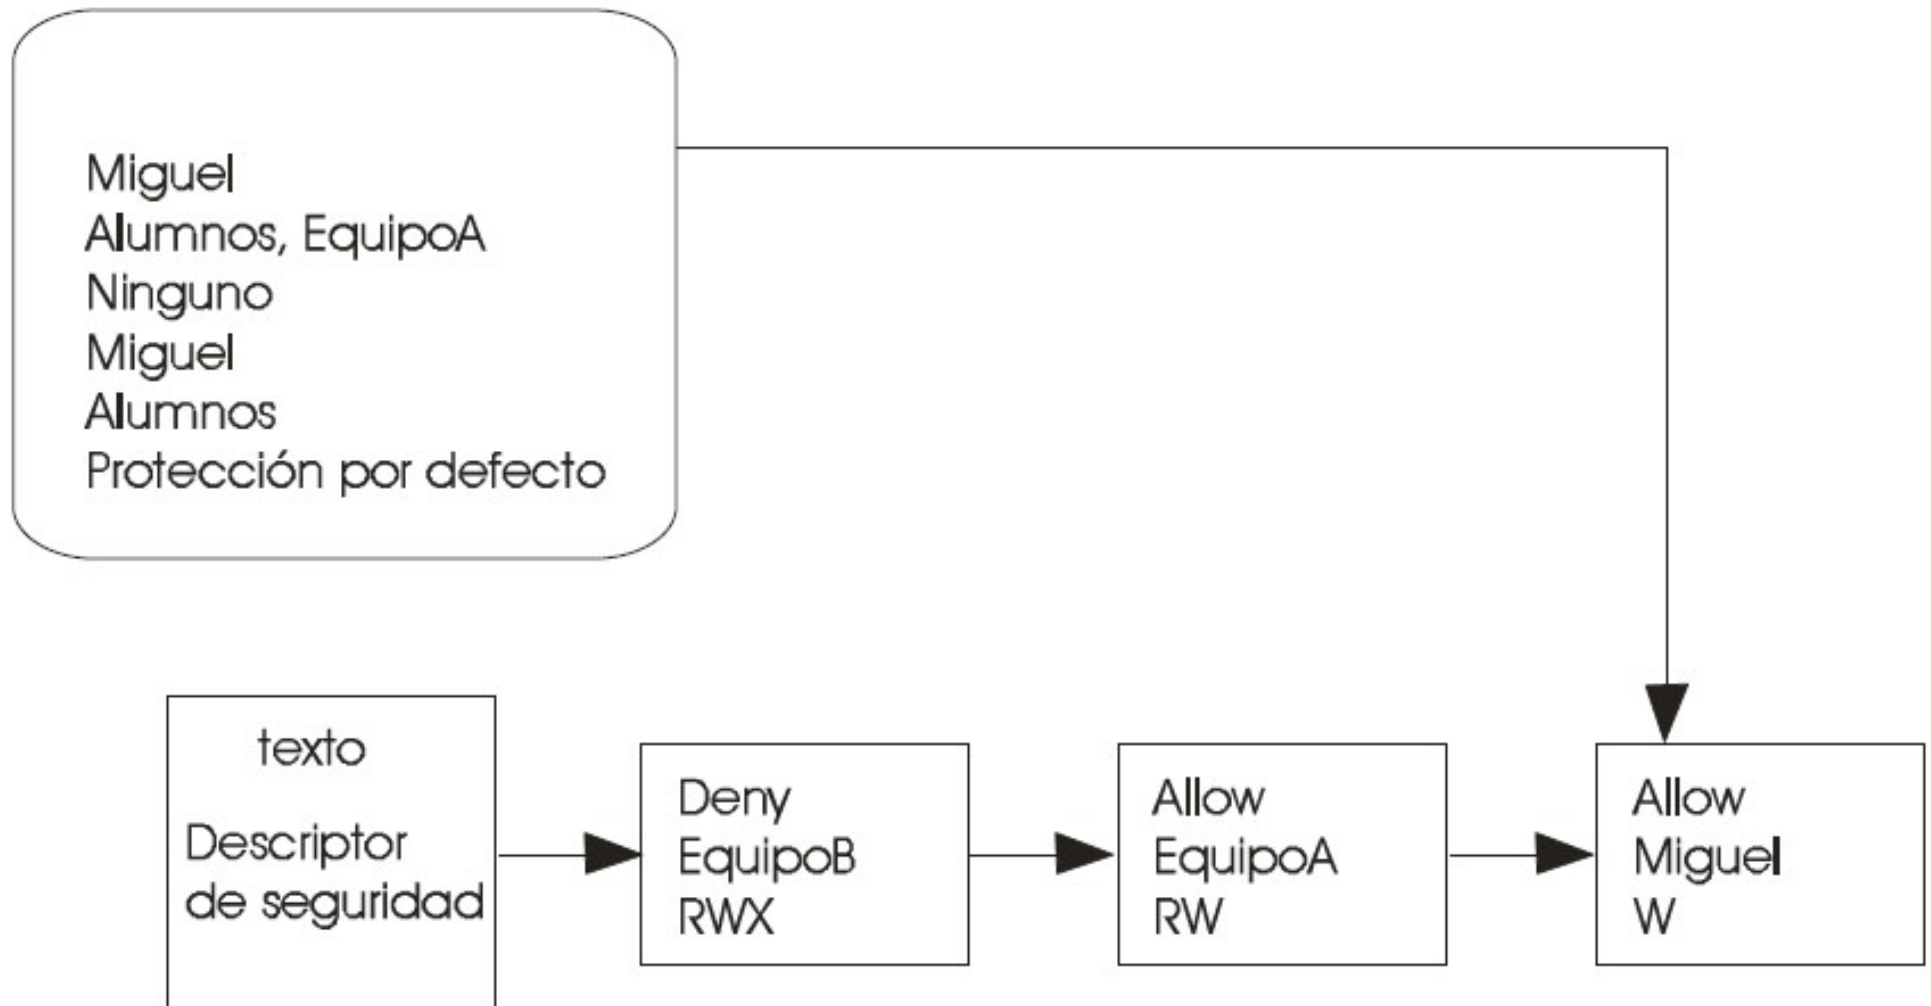 Miguel
Alumnos, EquipoA
Ninguno
Miguel
Alumnos
Protección por defecto
texto
Descriptor
de seguridad
Deny
EquipoB
RWX
Allow
EquipoA
RW
Allow
Miguel
W